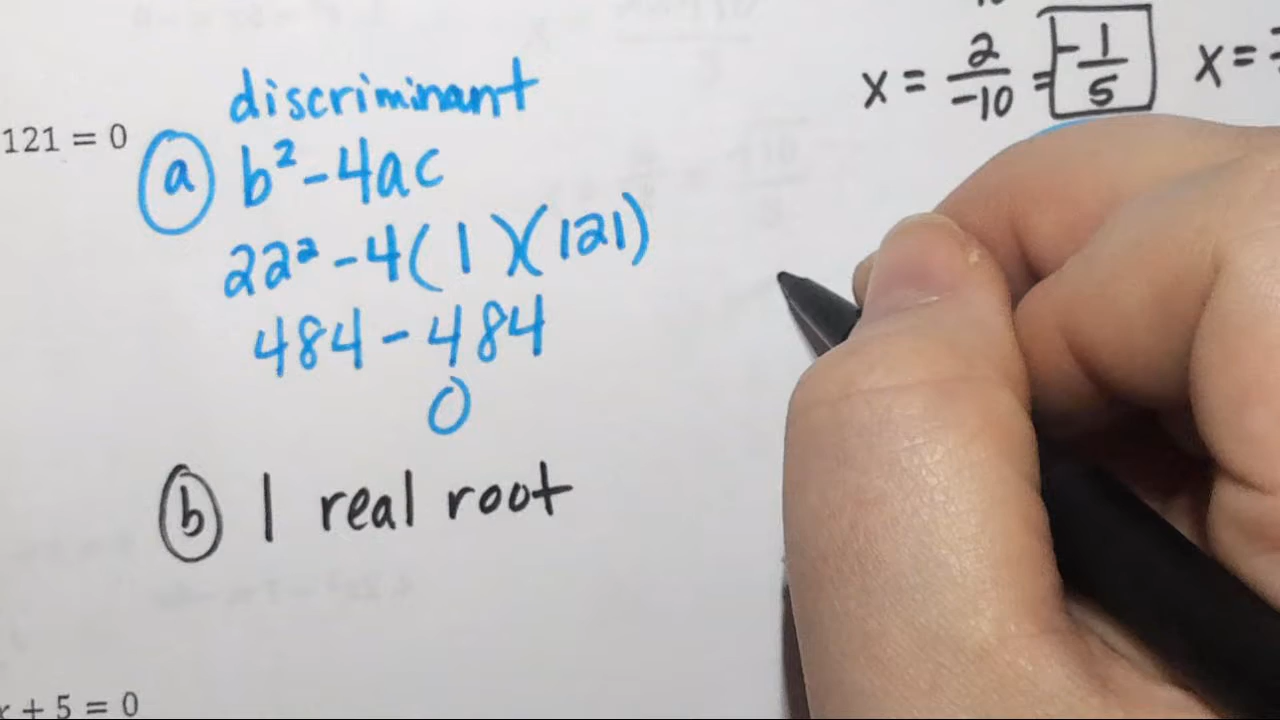 discriminant
121 = 0
ⓐ b² - 4ac
22² - 4(1)(121)
484 - 484
0
ⓑ 1 real root
x = 2/-10 = -1/5 x =
+ 5 = 0